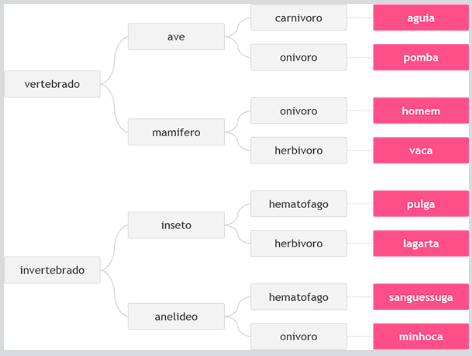 carnivoro
aguia
ave
onivoro
pomba
vertebrado
onivoro
homem
mamifero
herbivoro
vaca
hematofago
pulga
inseto
herbivoro
lagarta
invertebrado
hematofago
sanguessuga
anelideo
onivoro
minhoca